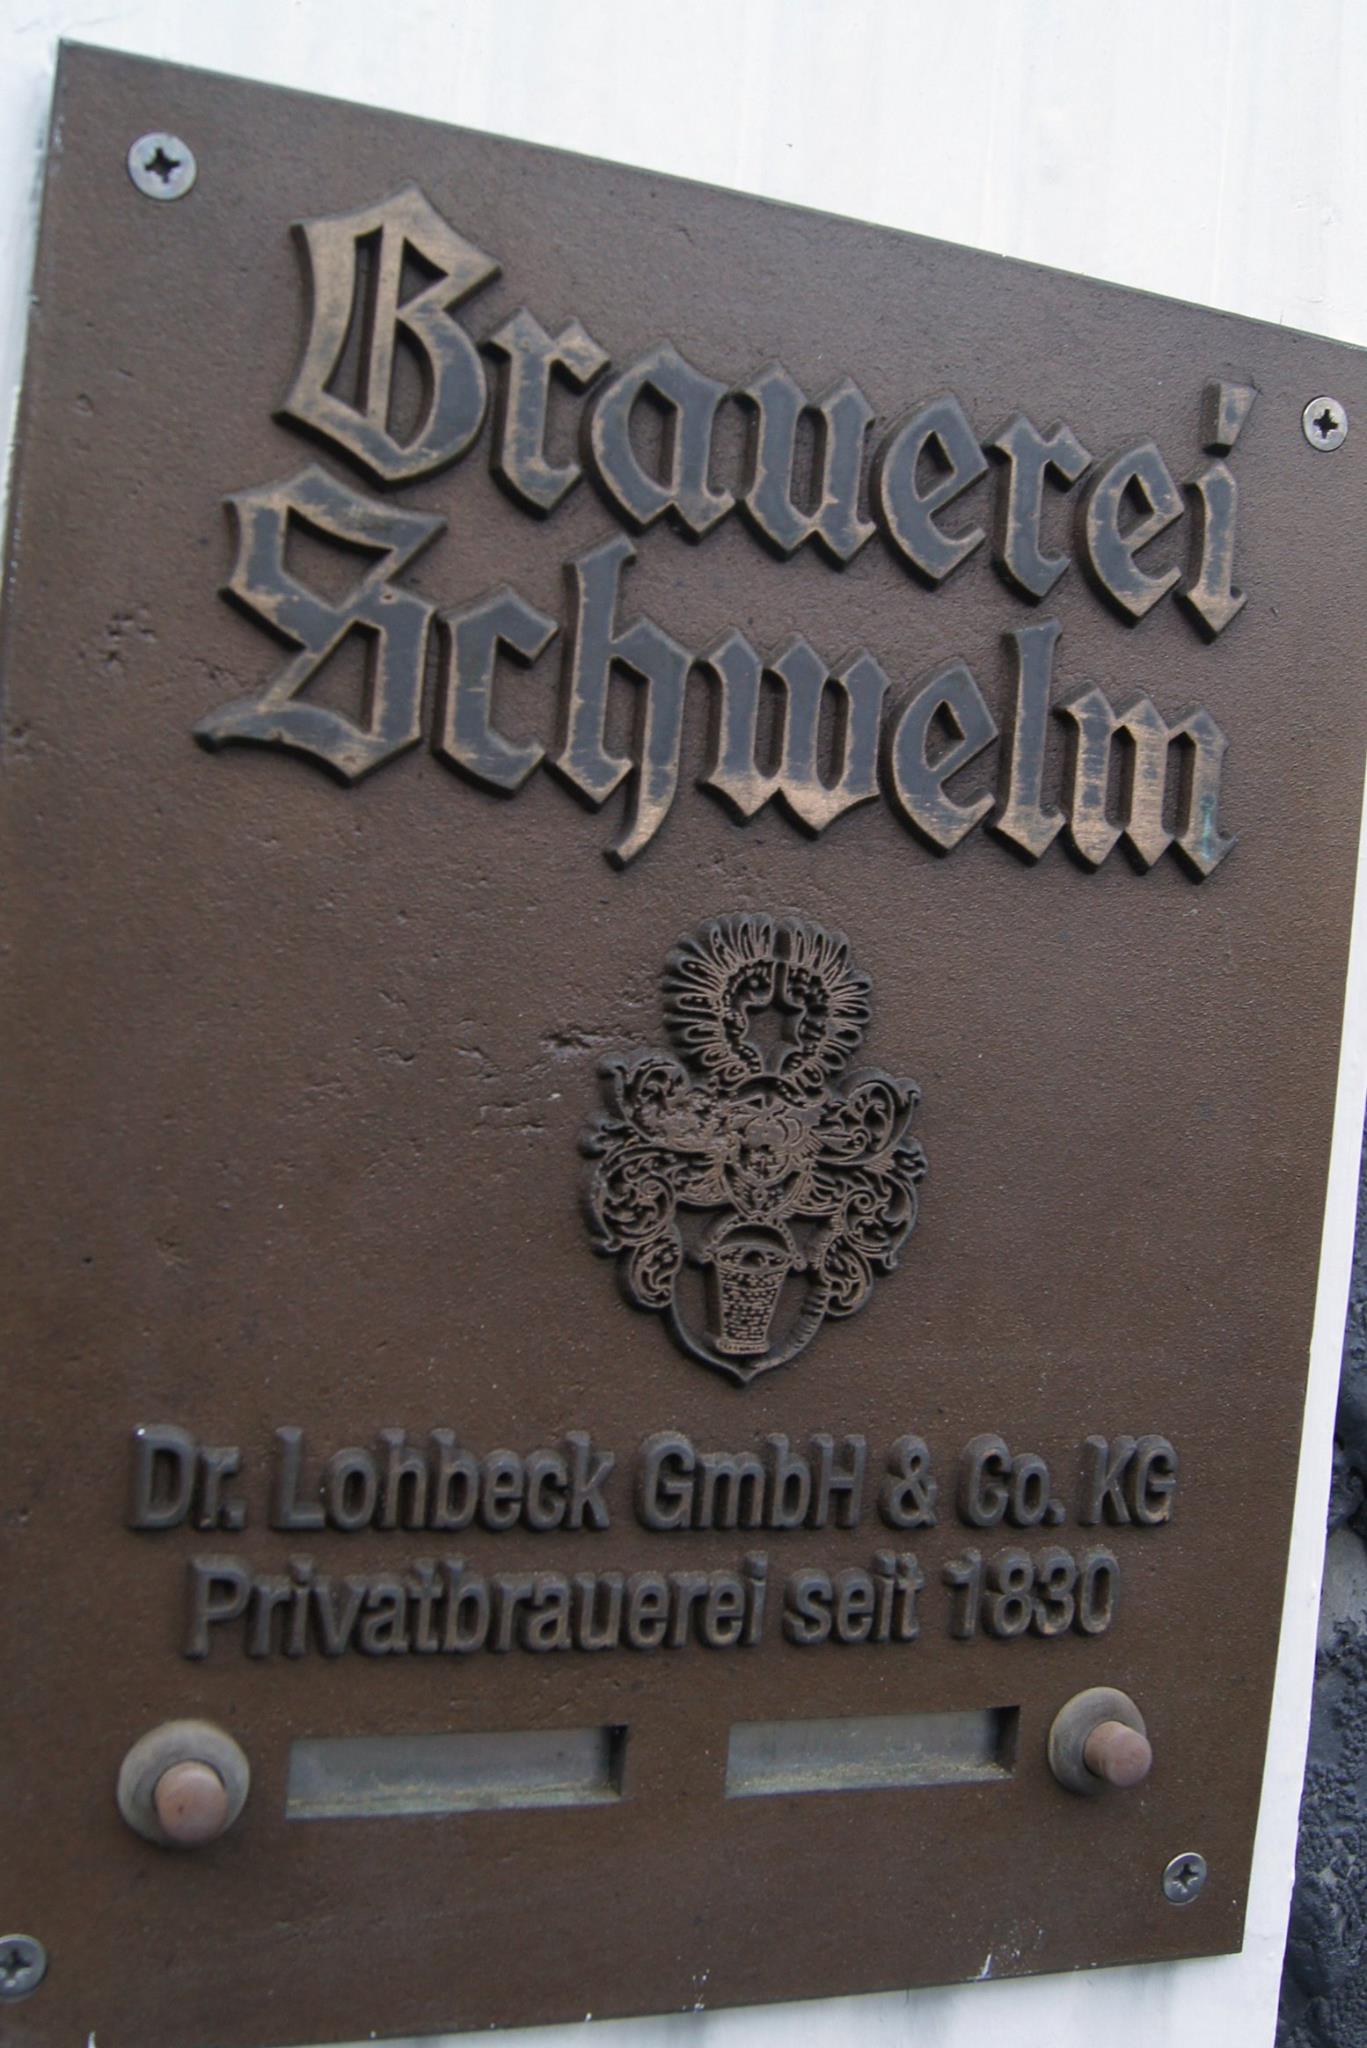 Brauerei
Schwelm
Dr. Lohbeck GmbH & Co. KG
Privatbrauerei seit 1830